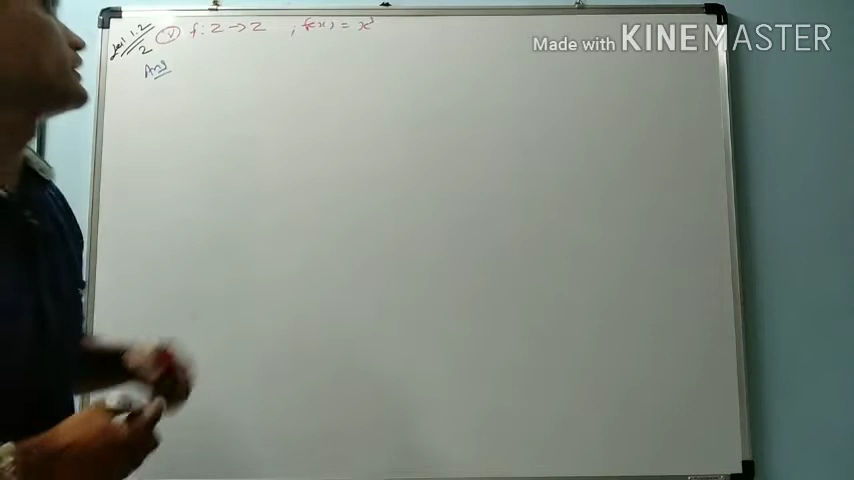 Ex 1.2 / 2 (v) f: Z → Z , f(x) = x³
Ans
Made with KINEMASTER